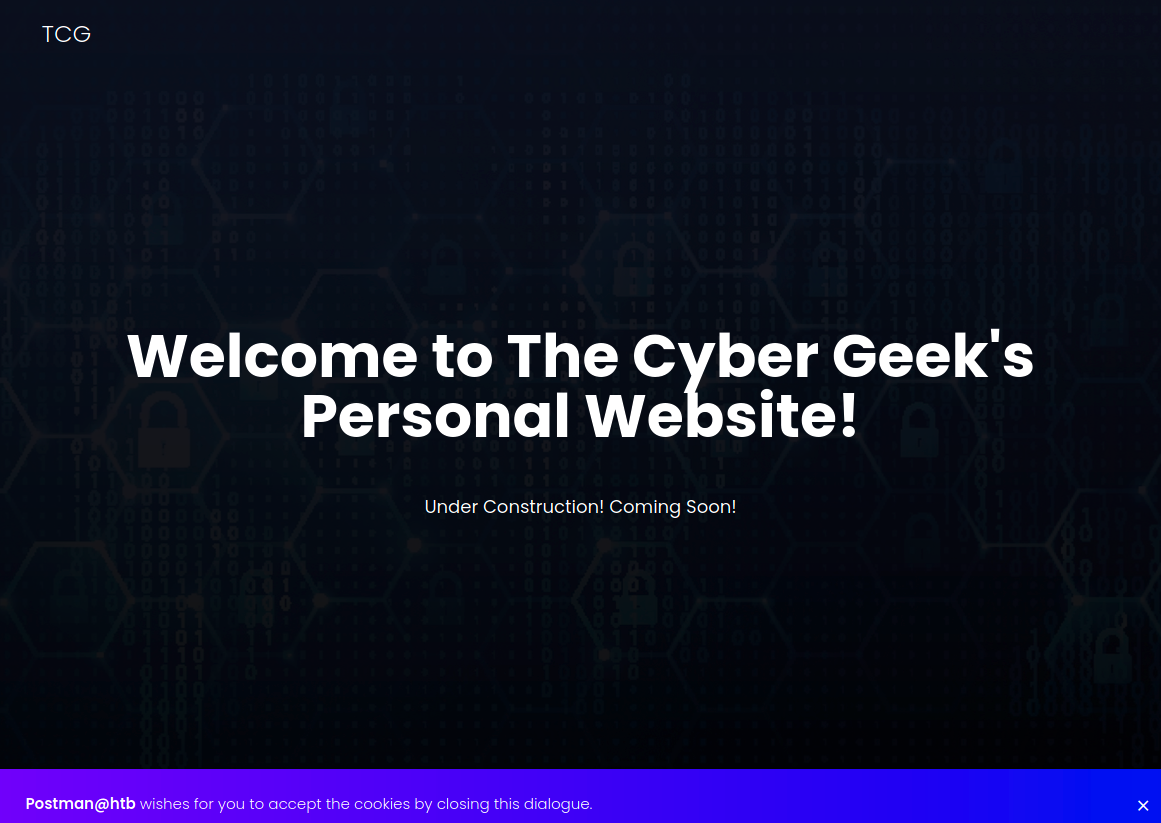 TCG
Welcome to The Cyber Geek's
Personal Website!
Under Construction! Coming Soon!
Postman@htb wishes for you to accept the cookies by closing this dialogue.